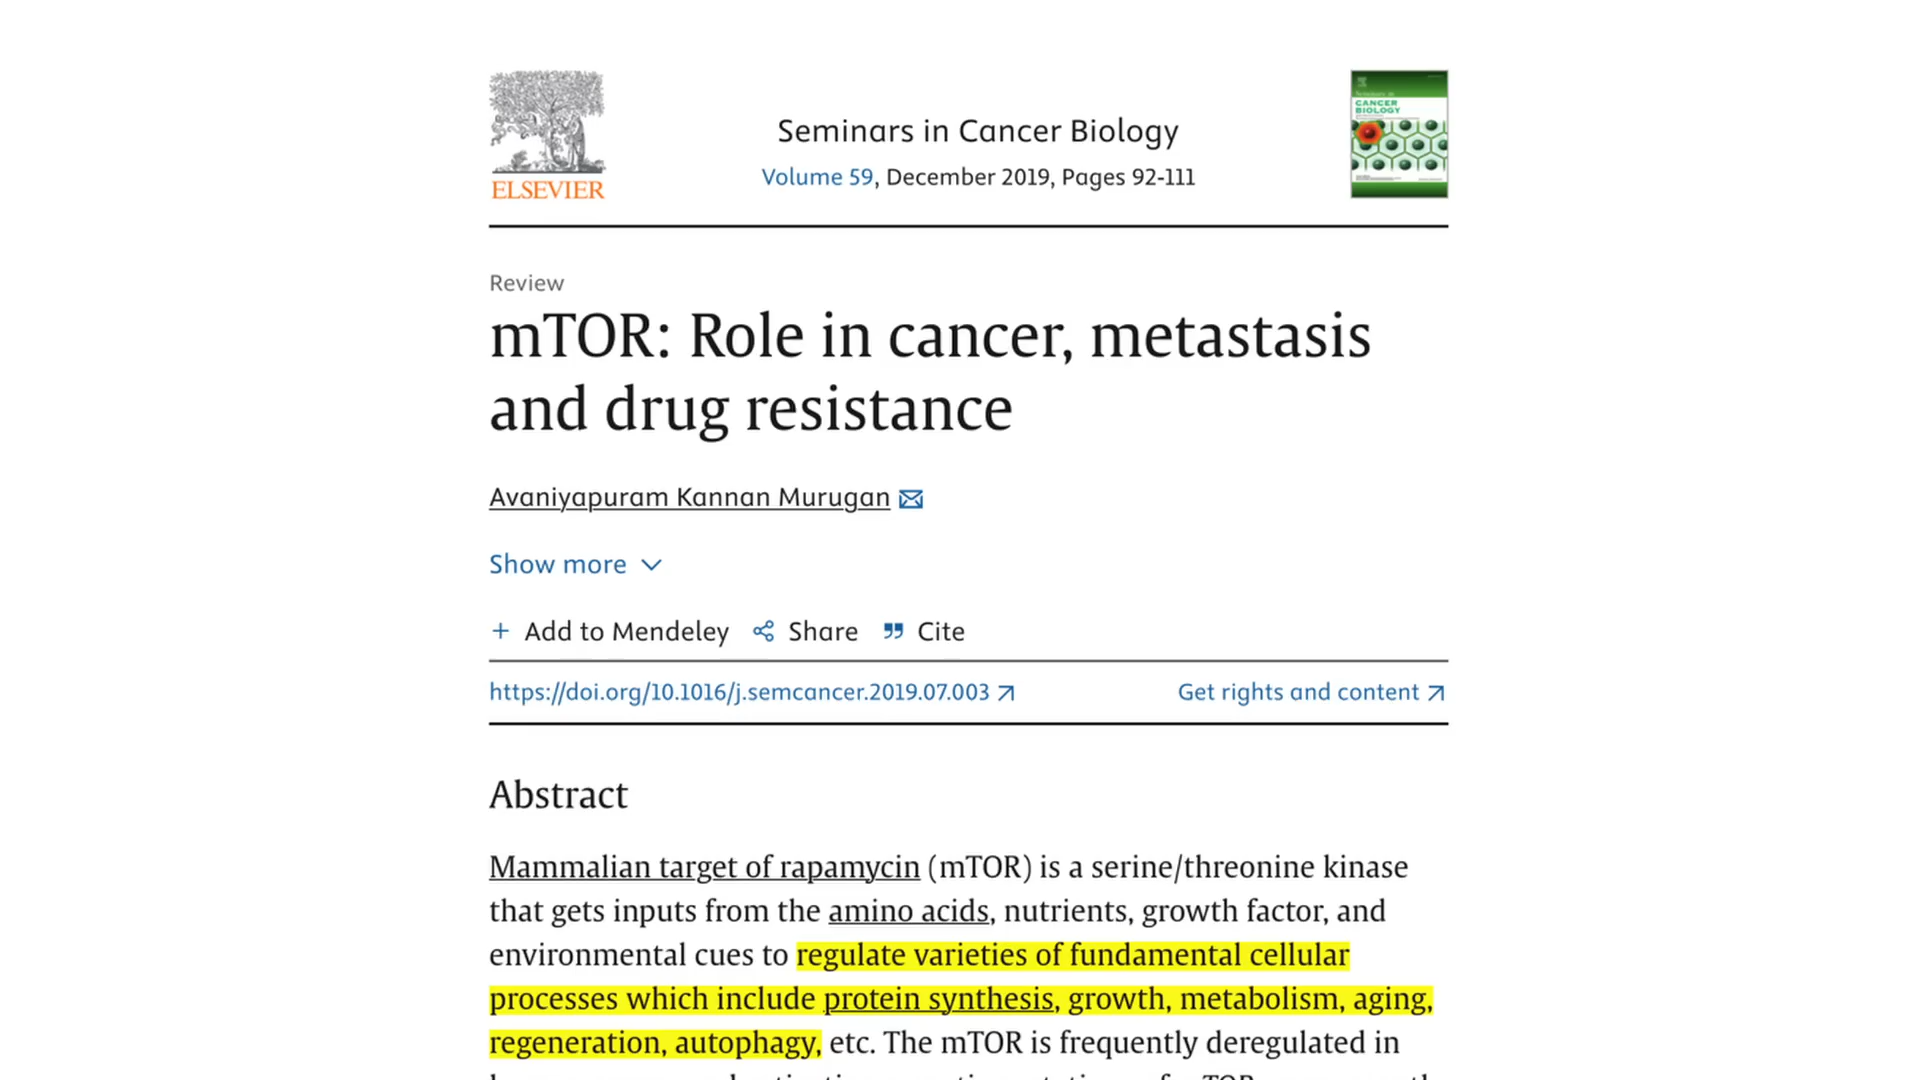 ELSEVIER
Seminars in Cancer Biology
Volume 59, December 2019, Pages 92-111
CANCER
BIOLOGY
Review
mTOR: Role in cancer, metastasis
and drug resistance
Avaniyapuram Kannan Murugan
Show more
+ Add to Mendeley Share Cite
https://doi.org/10.1016/j.semcancer.2019.07.003 Get rights and content
Abstract
Mammalian target of rapamycin (mTOR) is a serine/threonine kinase
that gets inputs from the amino acids, nutrients, growth factor, and
environmental cues to regulate varieties of fundamental cellular
processes which include protein synthesis, growth, metabolism, aging,
regeneration, autophagy, etc. The mTOR is frequently deregulated in